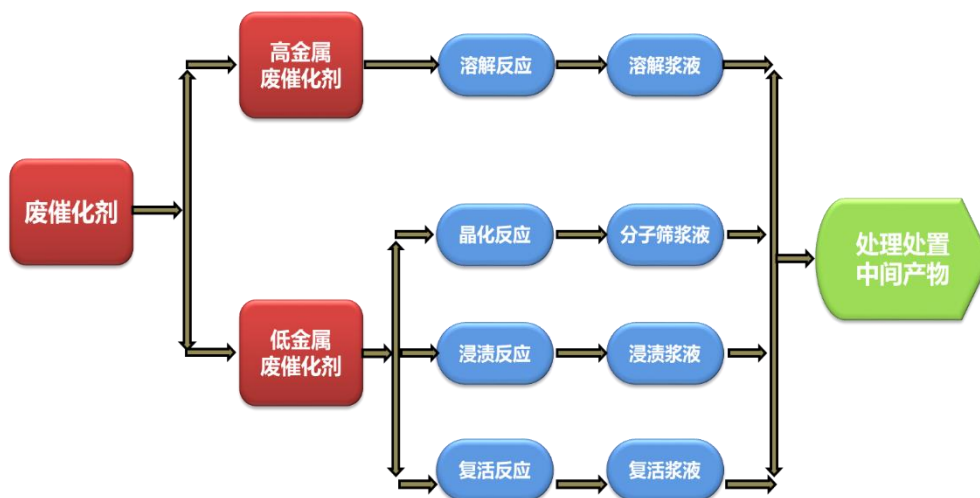 高金属
废催化剂
溶解反应
溶解浆液
废催化剂
晶化反应
分子筛浆液
处理处置
中间产物
低金属
废催化剂
浸渍反应
浸渍浆液
复活反应
复活浆液